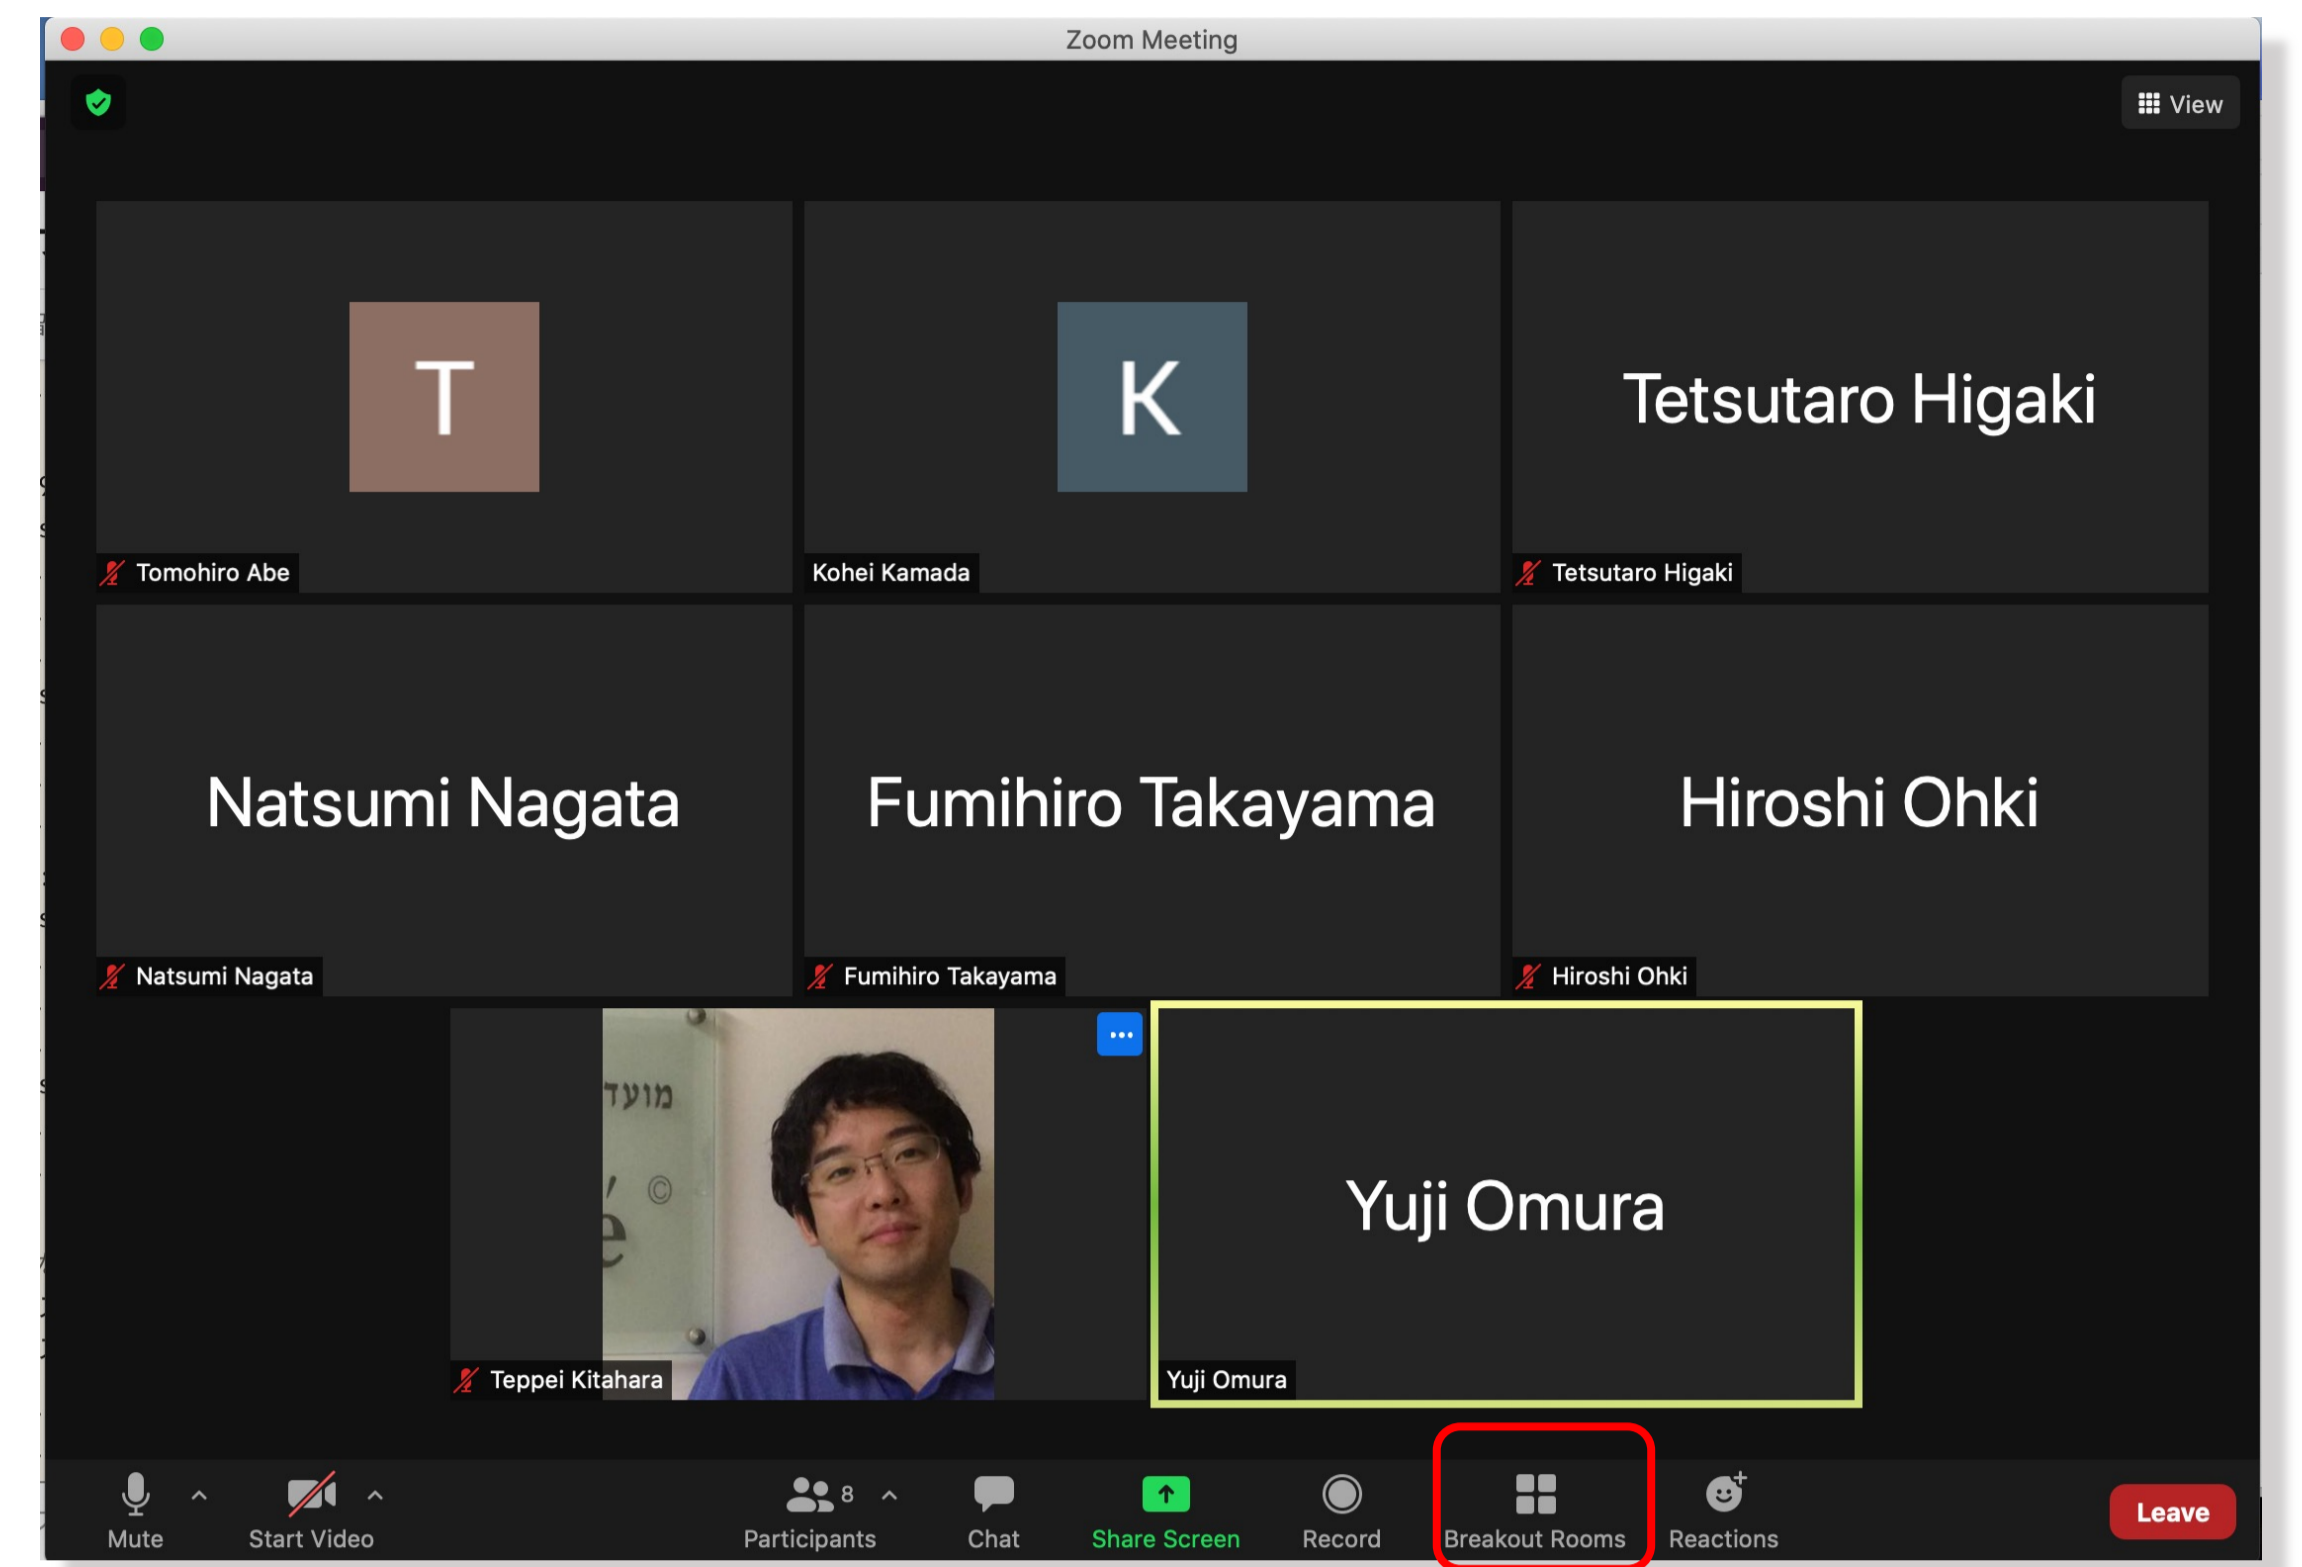 Zoom Meeting
View
T
K
Tetsutaro Higaki
Tomohiro Abe
Kohei Kamada
Tetsutaro Higaki
Natsumi Nagata
Fumihiro Takayama
Hiroshi Ohki
Natsumi Nagata
Fumihiro Takayama
Hiroshi Ohki
מועד
©
é
Yuji Omura
Teppei Kitahara
Yuji Omura
8
Mute
Start Video
Participants
Chat
Share Screen
Record
Breakout Rooms
Reactions
Leave